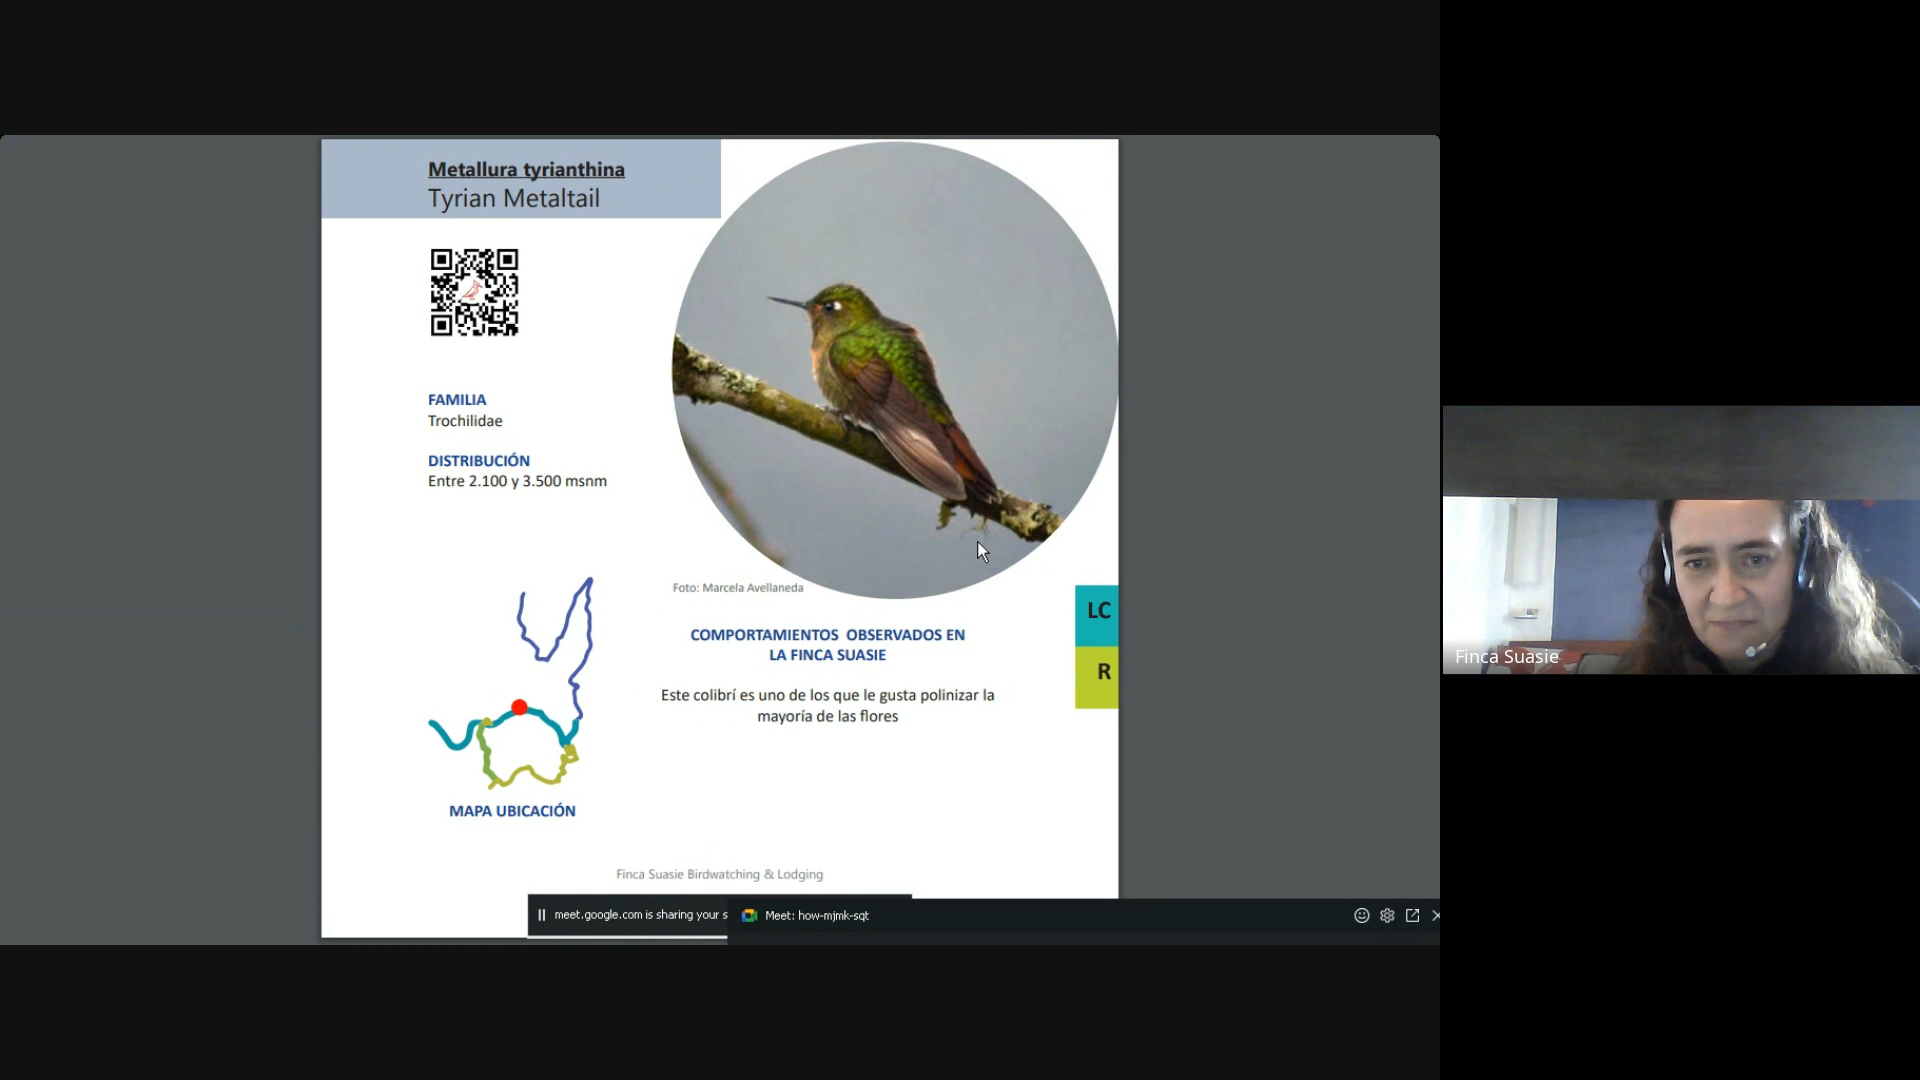 Metallura tyrianthina
Tyrian Metaltail
FAMILIA
Trochilidae
DISTRIBUCIÓN
Entre 2.100 y 3.500 msnm
Foto: Marcela Avellaneda
COMPORTAMIENTOS OBSERVADOS EN
LA FINCA SUASIE
Este colibrí es uno de los que le gusta polinizar la
mayoría de las flores
LC
R
MAPA UBICACIÓN
Finca Suasie Birdwatching & Lodging
meet.google.com is sharing your s
Meet: how-mjmk-sqt
Finca Suasie